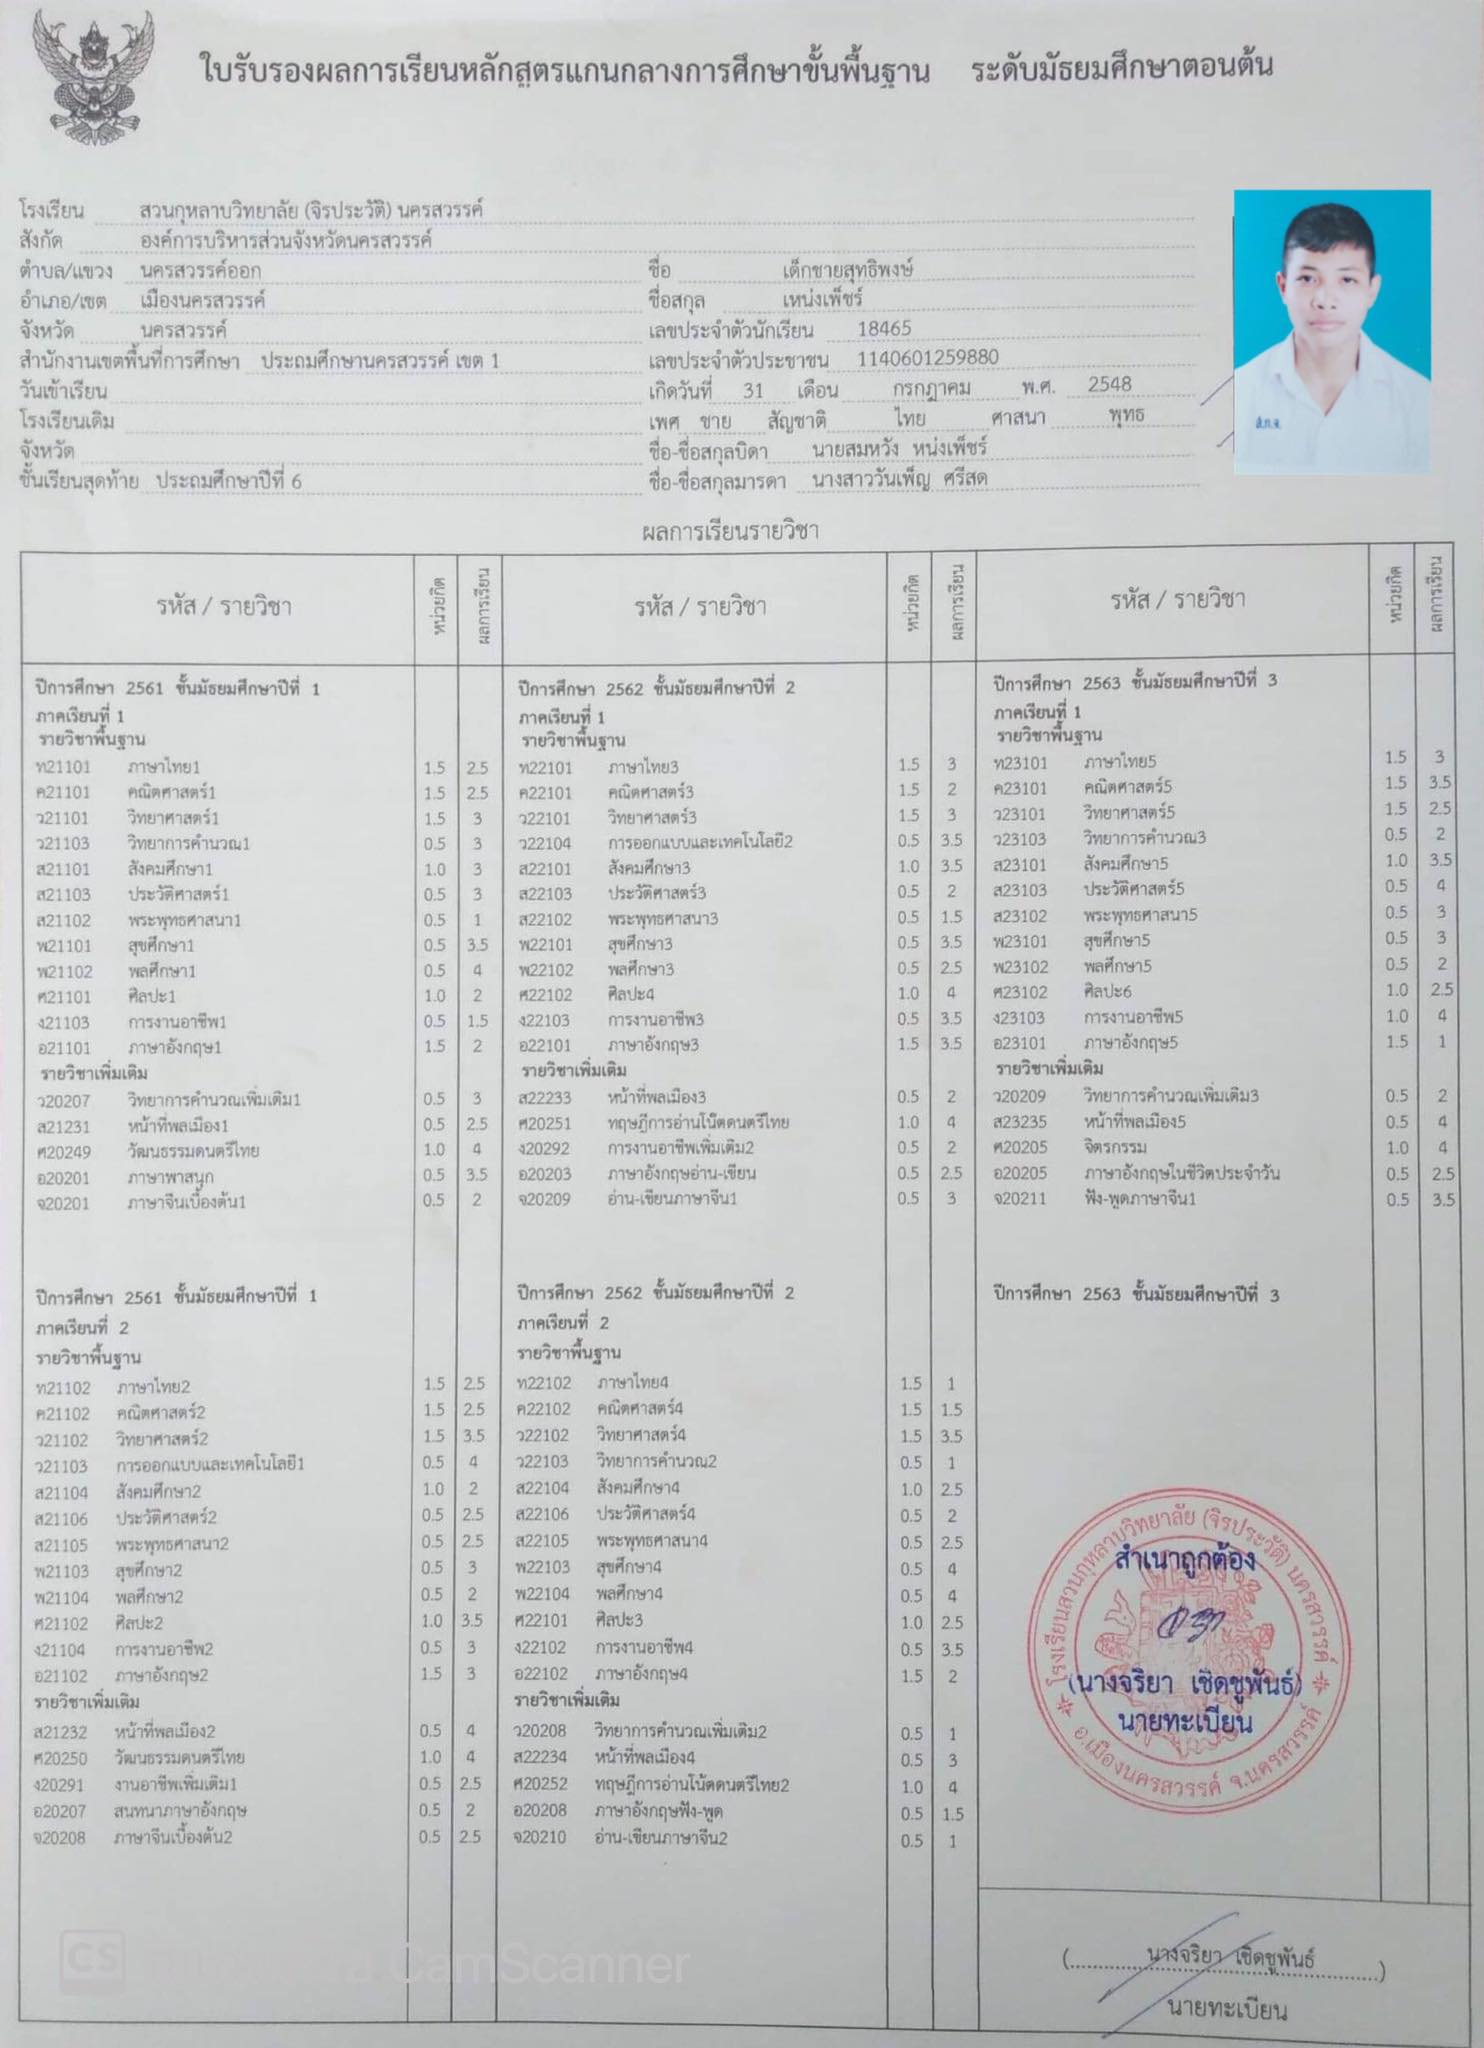 ใบรับรองผลการเรียนหลักสูตรแกนกลางการศึกษาขั้นพื้นฐาน ระดับมัธยมศึกษาตอนต้น
โรงเรียน สวนกุหลาบวิทยาลัย (จิรประวัติ) นครสวรรค์
สังกัด องค์การบริหารส่วนจังหวัดนครสวรรค์
ตำบล/แขวง นครสวรรค์ออก
อำเภอ/เขต เมืองนครสวรรค์
จังหวัด นครสวรรค์
สำนักงานเขตพื้นที่การศึกษา ประถมศึกษานครสวรรค์ เขต 1
วันเข้าเรียน
โรงเรียนเดิม
จังหวัด
ชั้นเรียนสุดท้าย ประถมศึกษาปีที่ 6
ชื่อ เด็กชายสุทธิพงษ์
ชื่อสกุล เหน่งเพ็ชร์
เลขประจำตัวนักเรียน 18465
เลขประจำตัวประชาชน 1140601259880
เกิดวันที่ 31 เดือน กรกฎาคม พ.ศ. 2548
เพศ ชาย สัญชาติ ไทย ศาสนา พุทธ
ชื่อ-ชื่อสกุลบิดา นายสมหวัง หน่งเพ็ชร์
ชื่อ-ชื่อสกุลมารดา นางสาววันเพ็ญ ศรีสด
ส.ก.จ.
ผลการเรียนรายวิชา
รหัส / รายวิชา หน่วยกิต ผลการเรียน
ปีการศึกษา 2561 ชั้นมัธยมศึกษาปีที่ 1
ภาคเรียนที่ 1
รายวิชาพื้นฐาน
ท21101 ภาษาไทย1 1.5 2.5
ค21101 คณิตศาสตร์1 1.5 2.5
ว21101 วิทยาศาสตร์1 1.5 3
ว21103 วิทยาการคำนวณ1 0.5 3
ส21101 สังคมศึกษา1 1.0 3
ส21103 ประวัติศาสตร์1 0.5 3
ส21102 พระพุทธศาสนา1 0.5 1
พ21101 สุขศึกษา1 0.5 3.5
พ21102 พลศึกษา1 0.5 4
ศ21101 ศิลปะ1 1.0 2
ง21103 การงานอาชีพ1 0.5 1.5
อ21101 ภาษาอังกฤษ1 1.5 2
รายวิชาเพิ่มเติม
ว20207 วิทยาการคำนวณเพิ่มเติม1 0.5 3
ส21231 หน้าที่พลเมือง1 0.5 2.5
ศ20249 วัฒนธรรมดนตรีไทย 1.0 4
อ20201 ภาษาพาสนุก 0.5 3.5
จ20201 ภาษาจีนเบื้องต้น1 0.5 2
ปีการศึกษา 2561 ชั้นมัธยมศึกษาปีที่ 1
ภาคเรียนที่ 2
รายวิชาพื้นฐาน
ท21102 ภาษาไทย2 1.5 2.5
ค21102 คณิตศาสตร์2 1.5 2.5
ว21102 วิทยาศาสตร์2 1.5 3.5
ว21103 การออกแบบและเทคโนโลยี1 0.5 4
ส21104 สังคมศึกษา2 1.0 2
ส21106 ประวัติศาสตร์2 0.5 2.5
ส21105 พระพุทธศาสนา2 0.5 2.5
พ21103 สุขศึกษา2 0.5 3
พ21104 พลศึกษา2 0.5 2
ศ21102 ศิลปะ2 1.0 3.5
ง21104 การงานอาชีพ2 0.5 3
อ21102 ภาษาอังกฤษ2 1.5 3
รายวิชาเพิ่มเติม
ส21232 หน้าที่พลเมือง2 0.5 4
ศ20250 วัฒนธรรมดนตรีไทย 1.0 4
ง20291 งานอาชีพเพิ่มเติม1 0.5 2.5
อ20207 สนทนาภาษาอังกฤษ 0.5 2
จ20208 ภาษาจีนเบื้องต้น2 0.5 2.5
รหัส / รายวิชา หน่วยกิต ผลการเรียน
ปีการศึกษา 2562 ชั้นมัธยมศึกษาปีที่ 2
ภาคเรียนที่ 1
รายวิชาพื้นฐาน
ท22101 ภาษาไทย3 1.5 3
ค22101 คณิตศาสตร์3 1.5 2
ว22101 วิทยาศาสตร์3 1.5 3
ว22104 การออกแบบและเทคโนโลยี2 0.5 3.5
ส22101 สังคมศึกษา3 1.0 3.5
ส22103 ประวัติศาสตร์3 0.5 2
ส22102 พระพุทธศาสนา3 0.5 1.5
พ22101 สุขศึกษา3 0.5 3.5
พ22102 พลศึกษา3 0.5 2.5
ศ22102 ศิลปะ4 1.0 4
ง22103 การงานอาชีพ3 0.5 3.5
อ22101 ภาษาอังกฤษ3 1.5 3.5
รายวิชาเพิ่มเติม
ส22233 หน้าที่พลเมือง3 0.5 2
ศ20251 ทฤษฎีการอ่านโน๊ตดนตรีไทย 1.0 4
ง20292 การงานอาชีพเพิ่มเติม2 0.5 2
อ20203 ภาษาอังกฤษอ่าน-เขียน 0.5 2.5
จ20209 อ่าน-เขียนภาษาจีน1 0.5 3
ปีการศึกษา 2562 ชั้นมัธยมศึกษาปีที่ 2
ภาคเรียนที่ 2
รายวิชาพื้นฐาน
ท22102 ภาษาไทย4 1.5 1
ค22102 คณิตศาสตร์4 1.5 1.5
ว22102 วิทยาศาสตร์4 1.5 3.5
ว22103 วิทยาการคำนวณ2 0.5 1
ส22104 สังคมศึกษา4 1.0 2.5
ส22106 ประวัติศาสตร์4 0.5 2
ส22105 พระพุทธศาสนา4 0.5 2.5
พ22103 สุขศึกษา4 0.5 4
พ22104 พลศึกษา4 0.5 4
ศ22101 ศิลปะ3 1.0 2.5
ง22102 การงานอาชีพ4 0.5 3.5
อ22102 ภาษาอังกฤษ4 1.5 2
รายวิชาเพิ่มเติม
ว20208 วิทยาการคำนวณเพิ่มเติม2 0.5 1
ส22234 หน้าที่พลเมือง4 0.5 3
ศ20252 ทฤษฎีการอ่านโน้ตดนตรีไทย2 1.0 4
อ20208 ภาษาอังกฤษฟัง-พูด 0.5 1.5
จ20210 อ่าน-เขียนภาษาจีน2 0.5 1
รหัส / รายวิชา หน่วยกิต ผลการเรียน
ปีการศึกษา 2563 ชั้นมัธยมศึกษาปีที่ 3
ภาคเรียนที่ 1
รายวิชาพื้นฐาน
ท23101 ภาษาไทย5 1.5 3
ค23101 คณิตศาสตร์5 1.5 3.5
ว23101 วิทยาศาสตร์5 1.5 2.5
ว23103 วิทยาการคำนวณ3 0.5 2
ส23101 สังคมศึกษา5 1.0 3.5
ส23103 ประวัติศาสตร์5 0.5 4
ส23102 พระพุทธศาสนา5 0.5 3
พ23101 สุขศึกษา5 0.5 3
พ23102 พลศึกษา5 0.5 2
ศ23102 ศิลปะ6 1.0 2.5
ง23103 การงานอาชีพ5 1.0 4
อ23101 ภาษาอังกฤษ5 1.5 1
รายวิชาเพิ่มเติม
ว20209 วิทยาการคำนวณเพิ่มเติม3 0.5 2
ส23235 หน้าที่พลเมือง5 0.5 4
ศ20205 จิตรกรรม 1.0 4
อ20205 ภาษาอังกฤษในชีวิตประจำวัน 0.5 2.5
จ20211 ฟัง-พูดภาษาจีน1 0.5 3.5
ปีการศึกษา 2563 ชั้นมัธยมศึกษาปีที่ 3
โรงเรียนสวนกุหลาบวิทยาลัย (จิรประวัติ) นครสวรรค์
สำเนาถูกต้อง
(นางจริยา เชิดชูพันธ์)
นายทะเบียน
อ.เมืองนครสวรรค์ จ.นครสวรรค์
(นางจริยา เชิดชูพันธ์)
นายทะเบียน
CS CamScanner